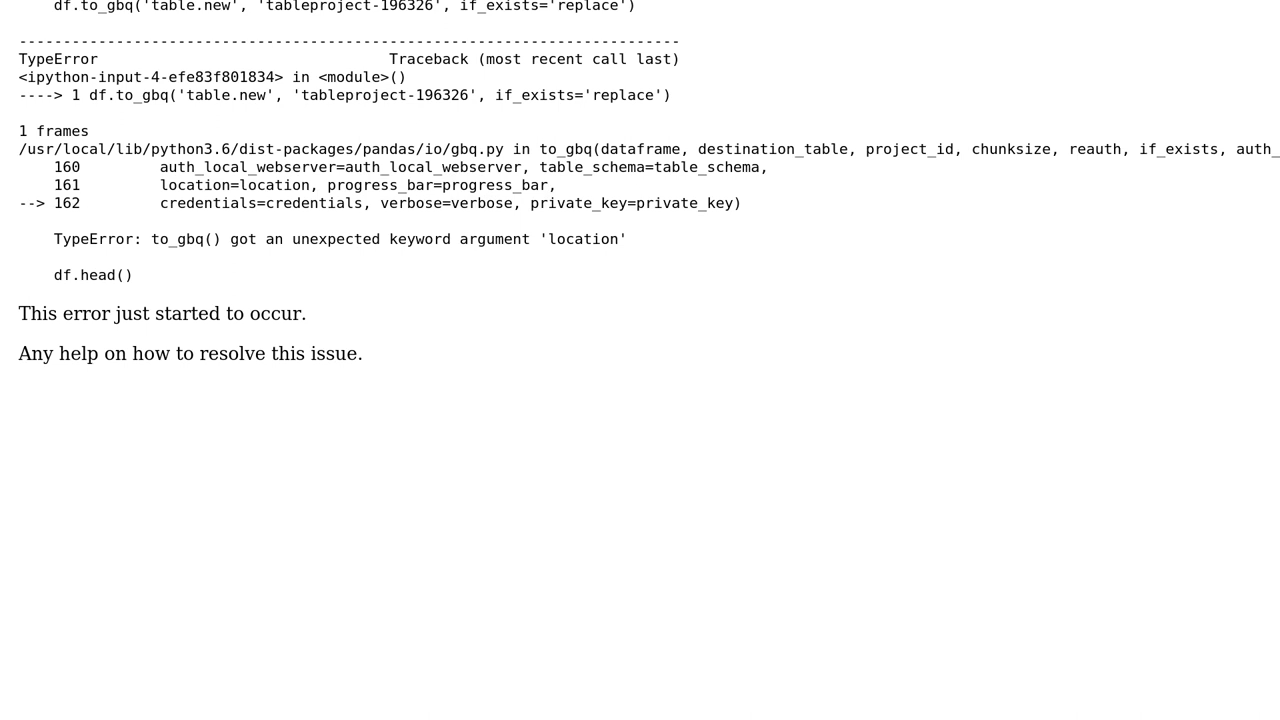 df.to_gbq('table.new', 'tableproject-196326', if_exists='replace')
---------------------------------------------------------------------------
TypeError                                 Traceback (most recent call last)
<ipython-input-4-efe83f801834> in <module>()
----> 1 df.to_gbq('table.new', 'tableproject-196326', if_exists='replace')
1 frames
/usr/local/lib/python3.6/dist-packages/pandas/io/gbq.py in to_gbq(dataframe, destination_table, project_id, chunksize, reauth, if_exists, auth_
160         auth_local_webserver=auth_local_webserver, table_schema=table_schema,
161         location=location, progress_bar=progress_bar,
--> 162         credentials=credentials, verbose=verbose, private_key=private_key)
TypeError: to_gbq() got an unexpected keyword argument 'location'
df.head()
This error just started to occur.
Any help on how to resolve this issue.